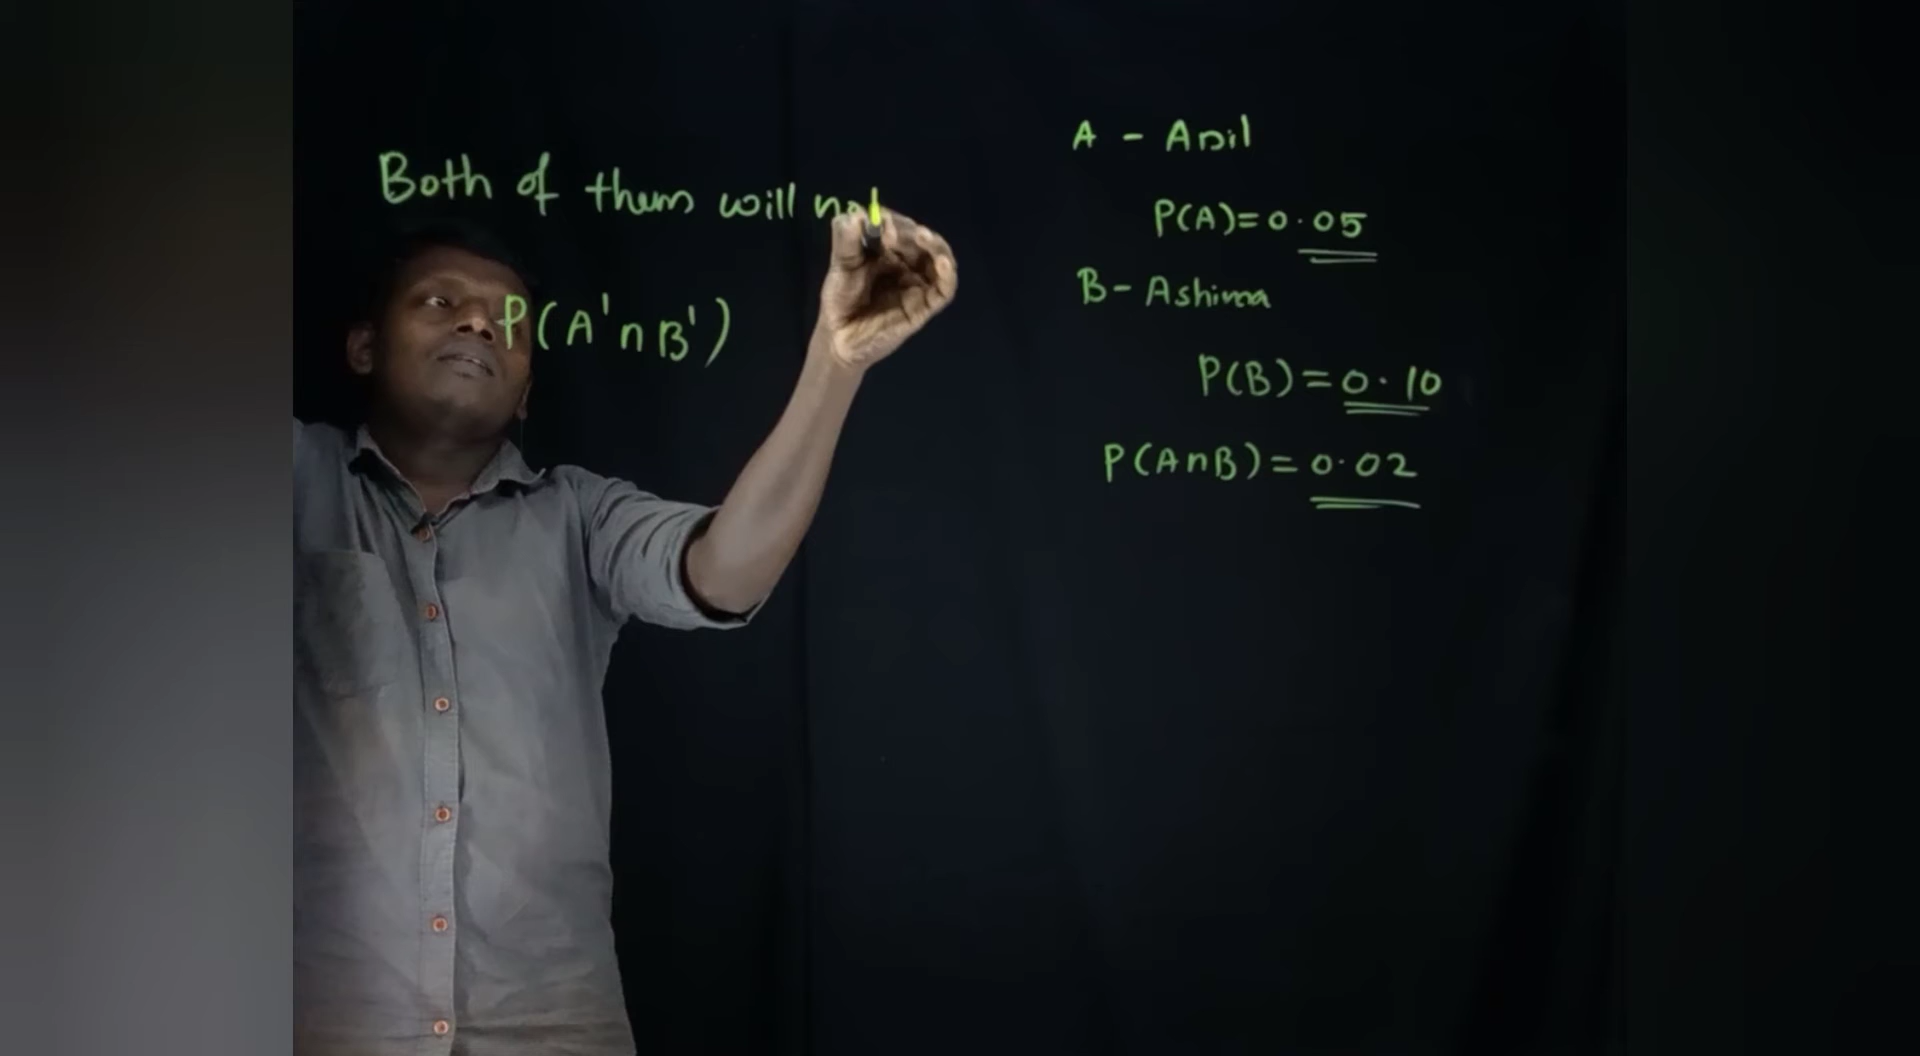 Both of them will not
P(A'∩B')
A - Anil
P(A)=0.05
B - Ashima
P(B)=0.10
P(A∩B)=0.02